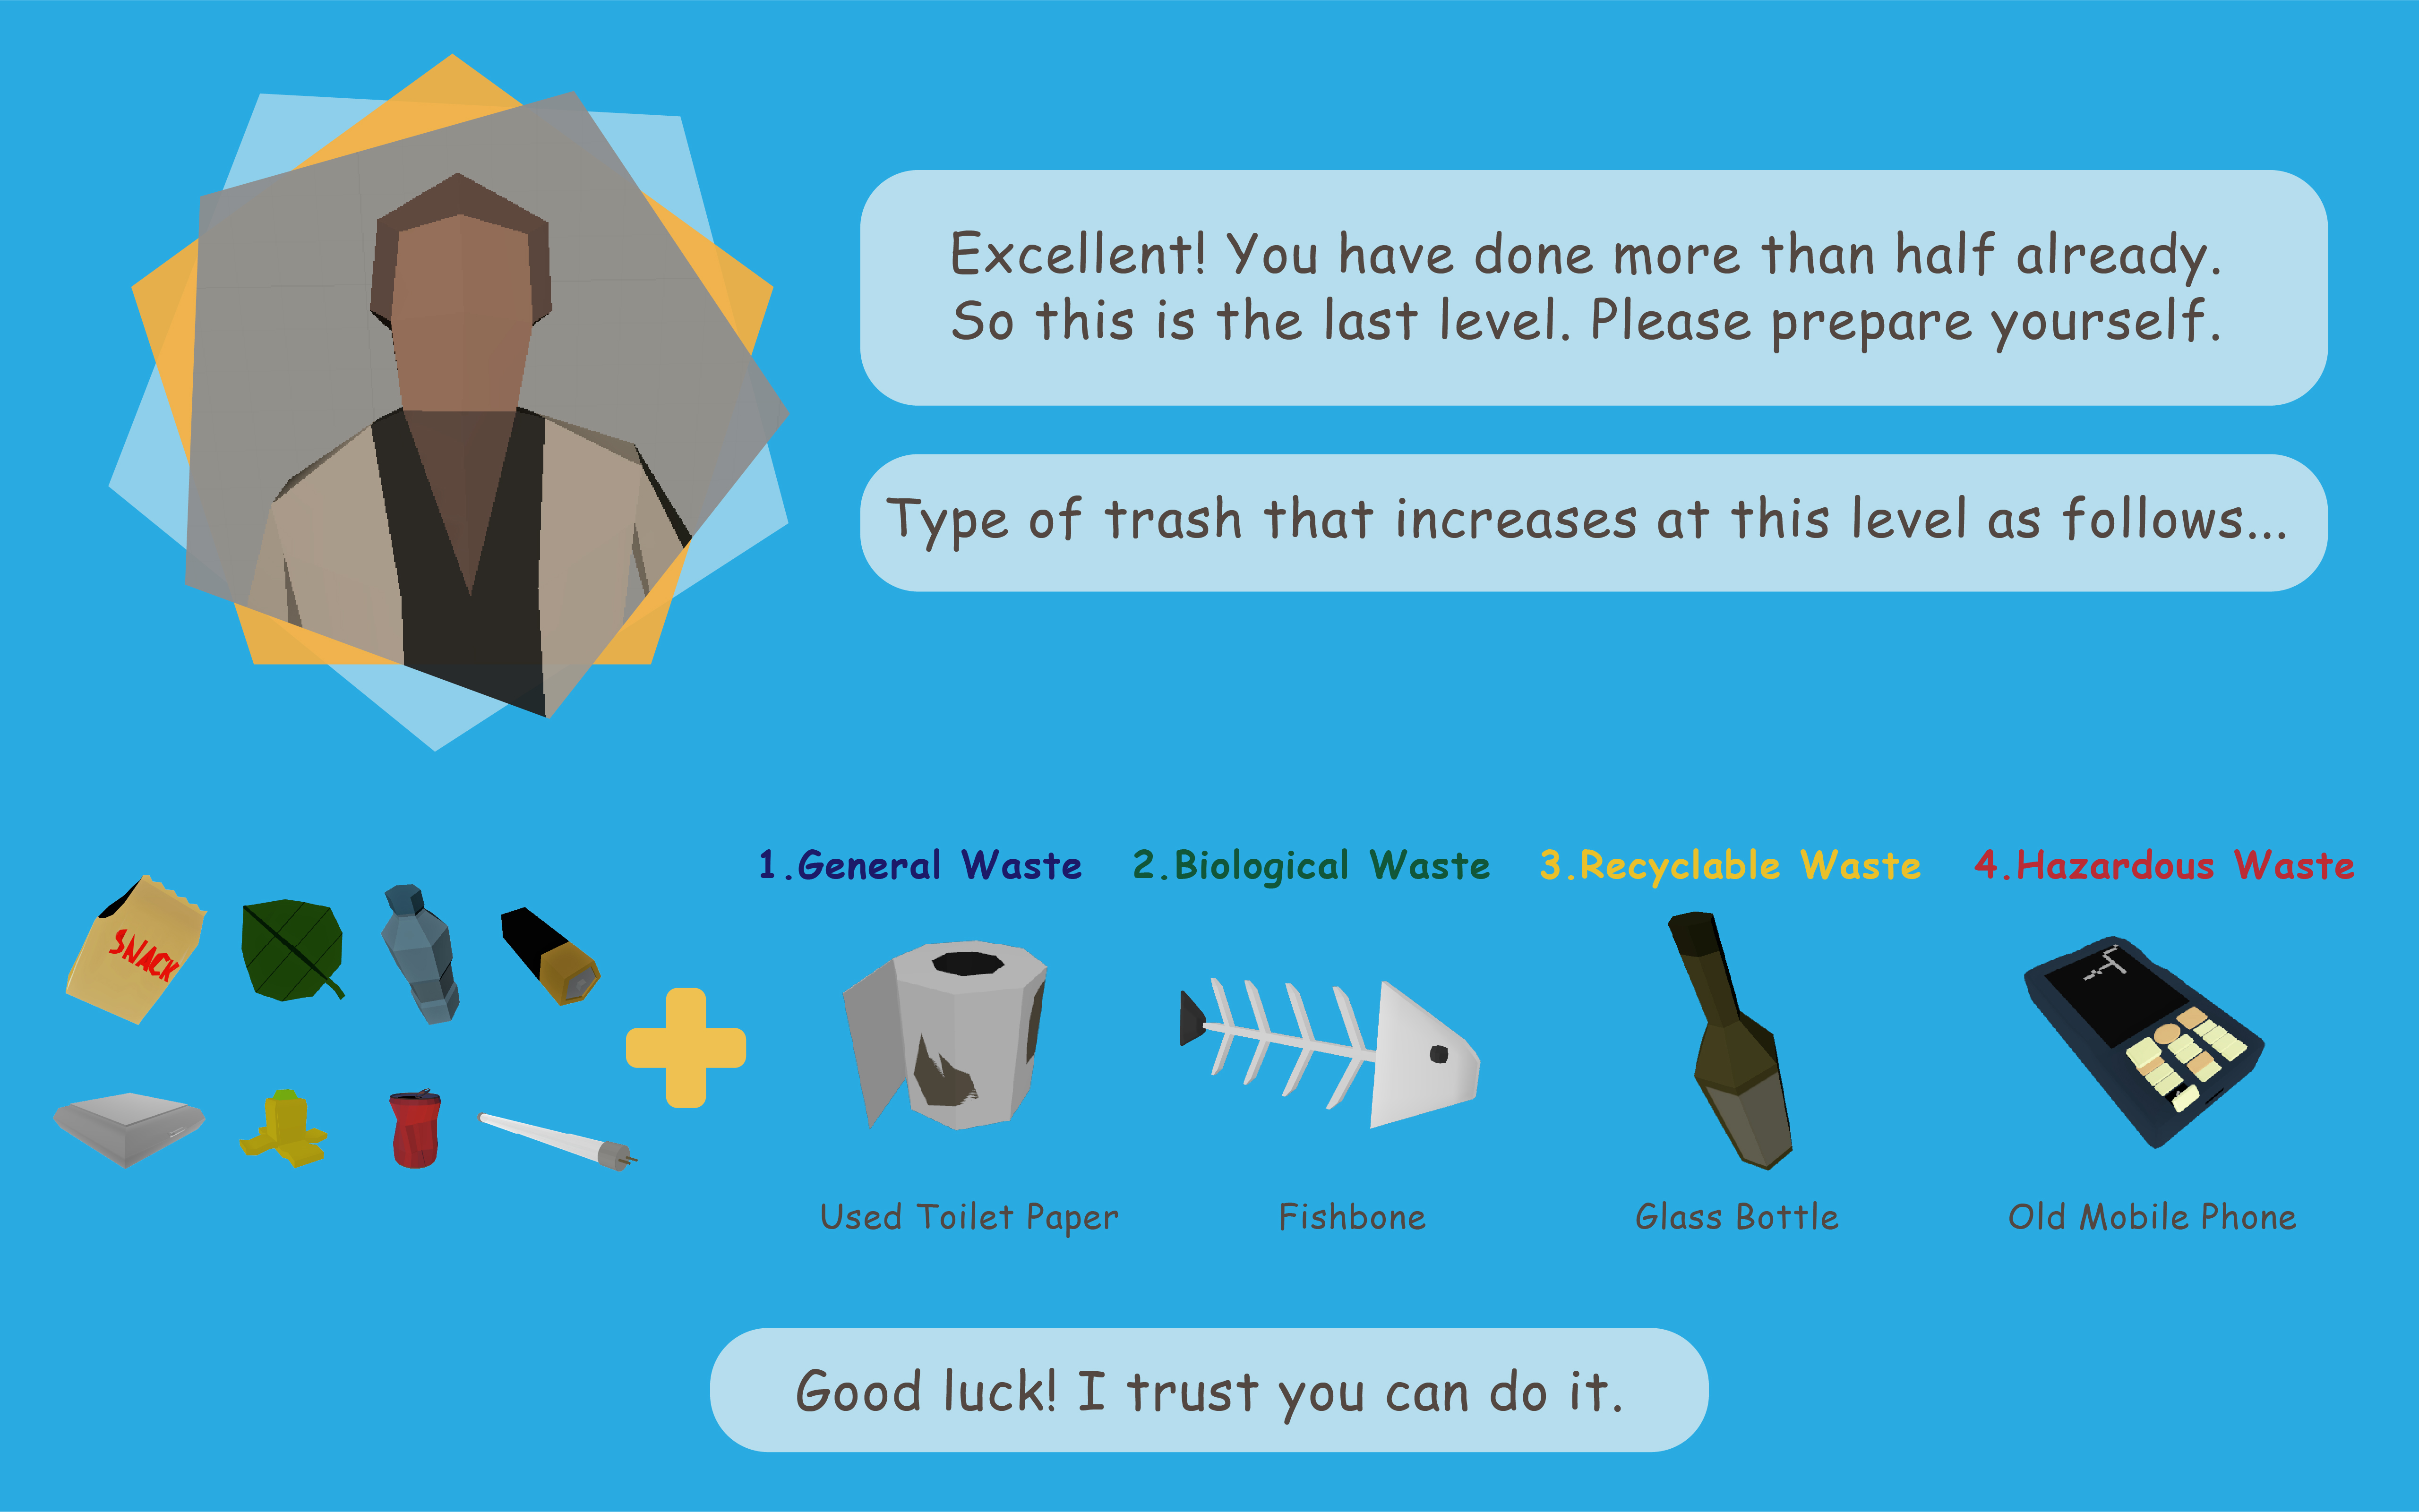 Excellent! You have done more than half already.
So this is the last level. Please prepare yourself.
Type of trash that increases at this level as follows...
1.General Waste
2.Biological Waste
3.Recyclable Waste
4.Hazardous Waste
SNACK
Used Toilet Paper
Fishbone
Glass Bottle
Old Mobile Phone
Good luck! I trust you can do it.